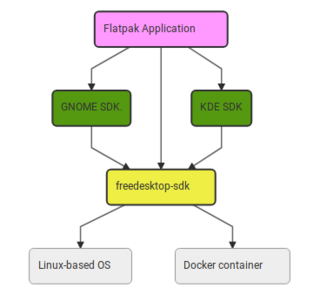 Flatpak Application
GNOME SDK.
KDE SDK
freedesktop-sdk
Linux-based OS
Docker container